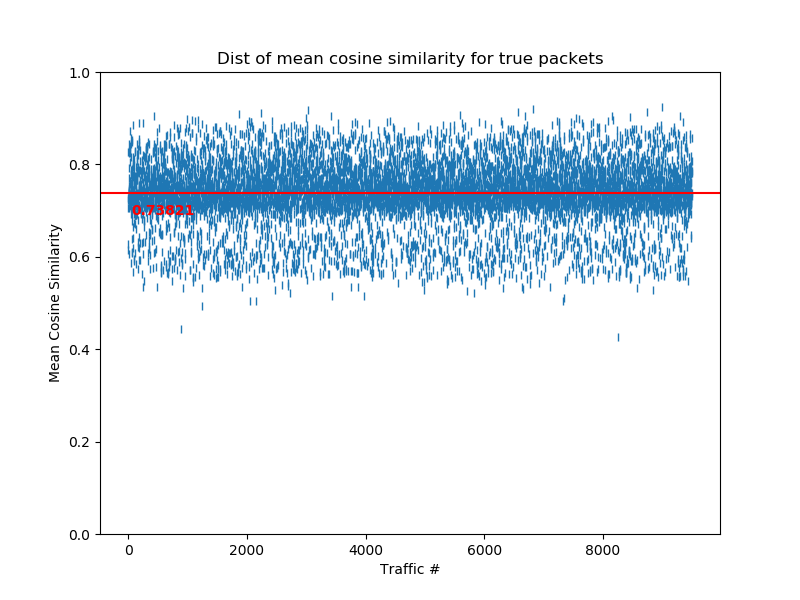 Dist of mean cosine similarity for true packets
1.0
0.8
0.73821
0.6
0.4
0.2
0.0
Mean Cosine Similarity
0 2000 4000 6000 8000
Traffic #